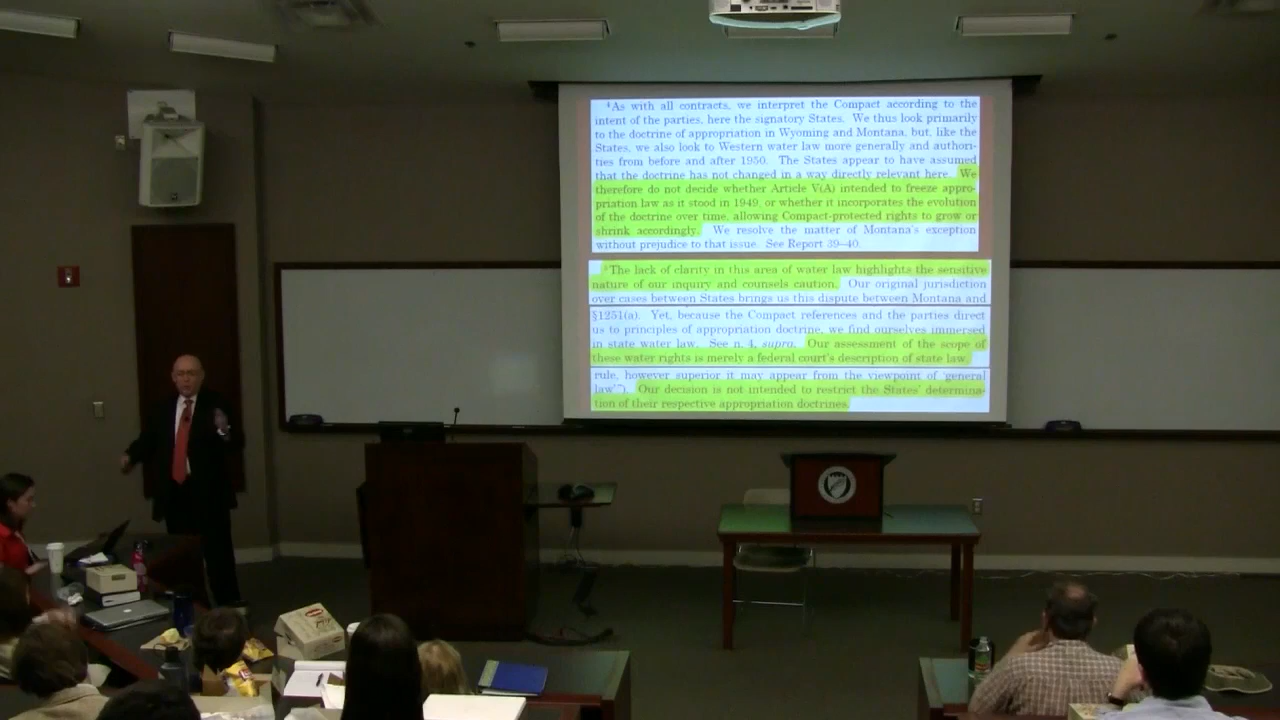 ⁴As with all contracts, we interpret the Compact according to the
intent of the parties, here the signatory States. We thus look primarily
to the doctrine of appropriation in Wyoming and Montana, but, like the
States, we also look to Western water law more generally and authori-
ties from before and after 1950. The States appear to have assumed
that the doctrine has not changed in a way directly relevant here. We
therefore do not decide whether Article V(A) intended to freeze appro-
priation law as it stood in 1949, or whether it incorporates the evolution
of the doctrine over time, allowing Compact-protected rights to grow or
shrink accordingly. We resolve the matter of Montana's exception
without prejudice to that issue. See Report 39–40.
The lack of clarity in this area of water law highlights the sensitive
nature of our inquiry and counsels caution. Our original jurisdiction
over cases between States brings us this dispute between Montana and
§1251(a). Yet, because the Compact references and the parties direct
us to principles of appropriation doctrine, we find ourselves immersed
in state water law. See n. 4, supra. Our assessment of the scope of
these water rights is merely a federal court's description of state law.
rule, however superior it may appear from the viewpoint of 'general
law'"). Our decision is not intended to restrict the States' determina-
tion of their respective appropriation doctrines.